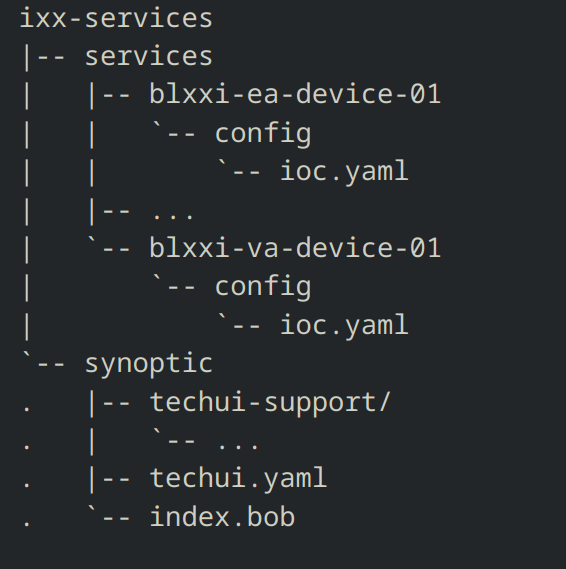 ixx-services
|-- services
|   |-- blxxi-ea-device-01
|   |   `-- config
|   |       `-- ioc.yaml
|   |-- ...
|   `-- blxxi-va-device-01
|       `-- config
|           `-- ioc.yaml
`-- synoptic
.   |-- techui-support/
.   |   `-- ...
.   |-- techui.yaml
.   `-- index.bob